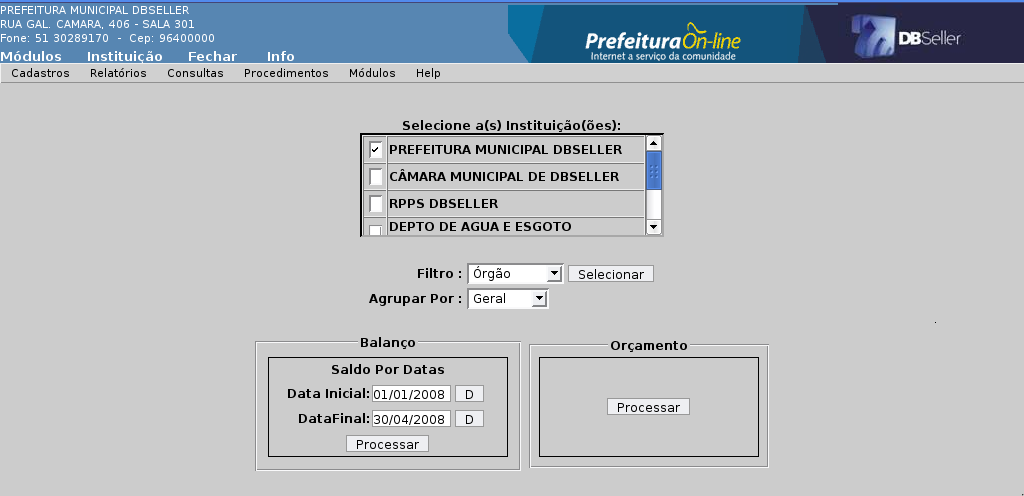 PREFEITURA MUNICIPAL DBSELLER
RUA GAL. CAMARA, 406 - SALA 301
Fone: 51 30289170 - Cep: 96400000
Prefeitura On-line
Internet a serviço da comunidade
DBSeller
Módulos Instituição Fechar Info
Cadastros Relatórios Consultas Procedimentos Módulos Help
Selecione a(s) Instituição(ões):
PREFEITURA MUNICIPAL DBSELLER
CÂMARA MUNICIPAL DE DBSELLER
RPPS DBSELLER
DEPTO DE AGUA E ESGOTO
Filtro : Órgão Selecionar
Agrupar Por : Geral
Balanço
Saldo Por Datas
Data Inicial: 01/01/2008 D
DataFinal: 30/04/2008 D
Processar
Orçamento
Processar